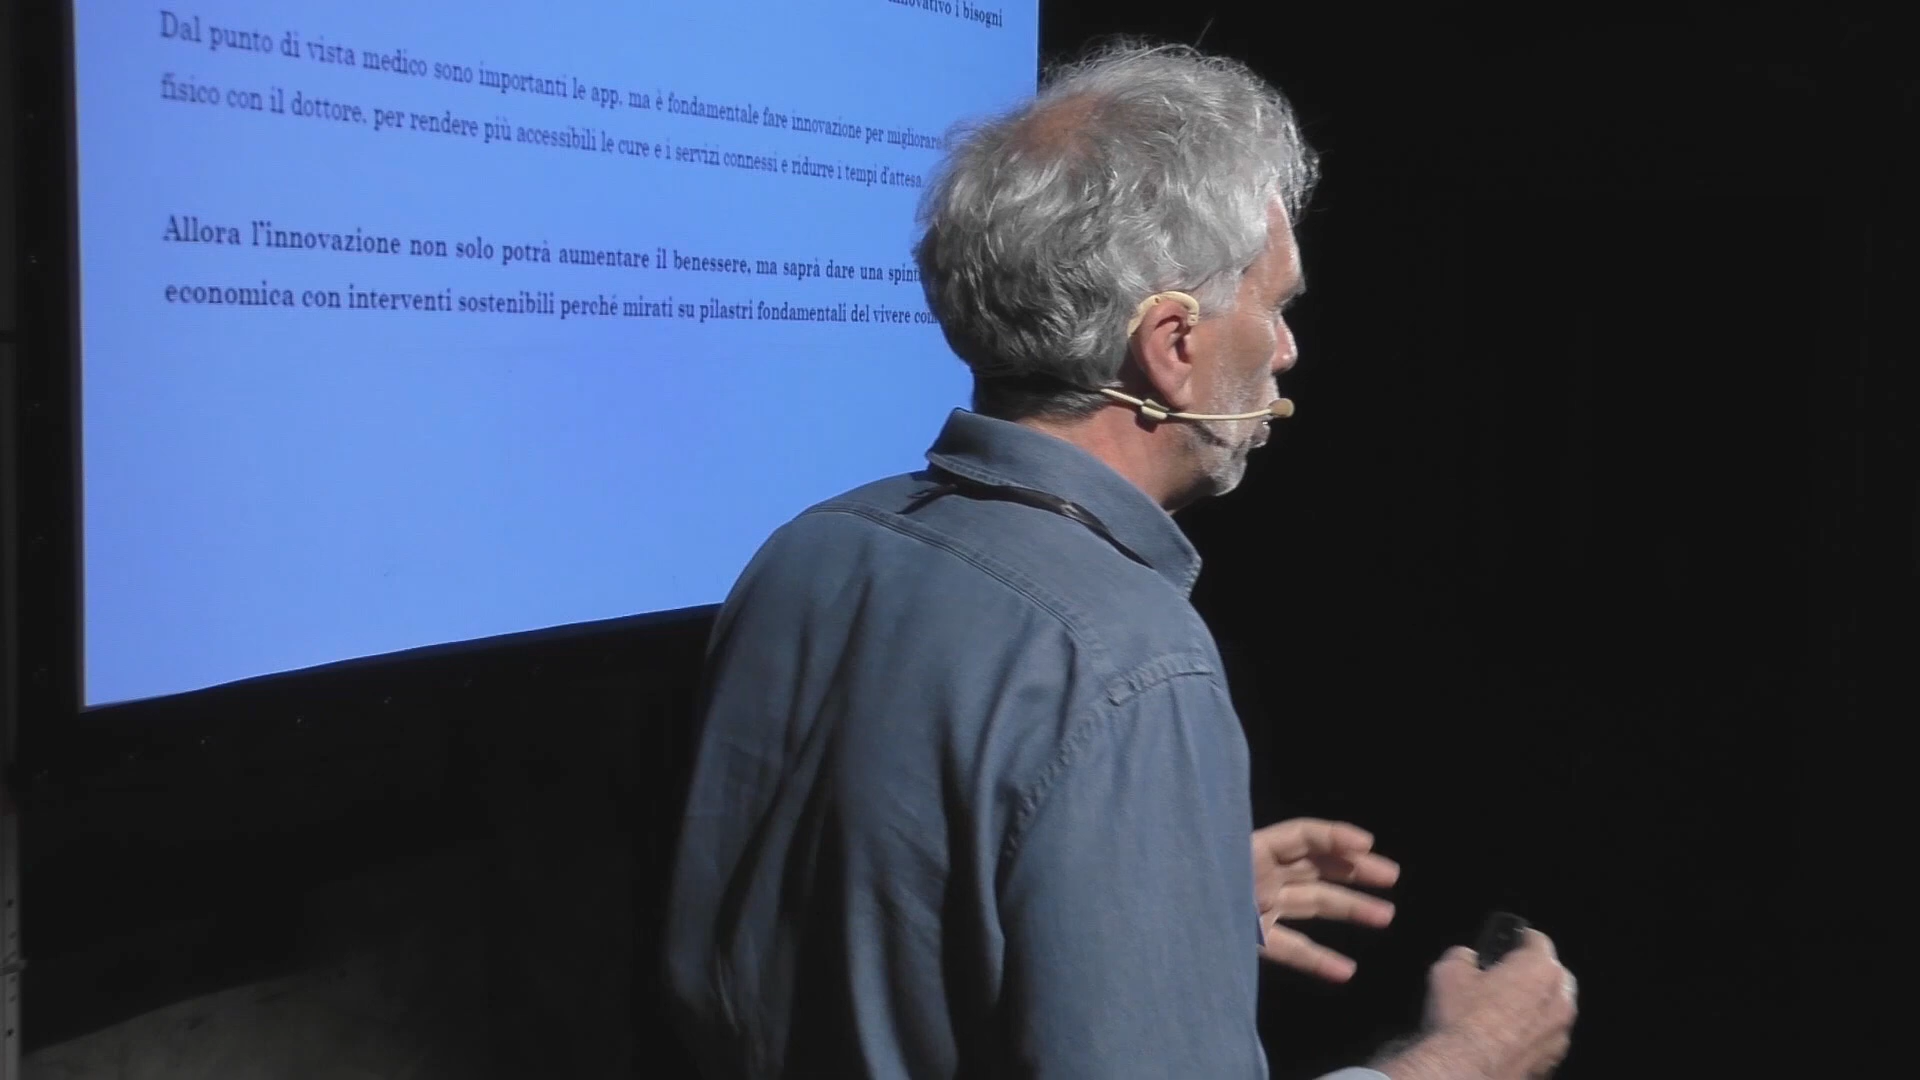 i bisogni
Dal punto di vista medico sono importanti le app, ma è fondamentale fare innovazione per migliorare
fisico con il dottore, per rendere più accessibili le cure e i servizi connessi e ridurre i tempi d'attesa.
Allora l'innovazione non solo potrà aumentare il benessere, ma saprà dare una
economica con interventi sostenibili perché mirati su pilastri fondamentali del vivere